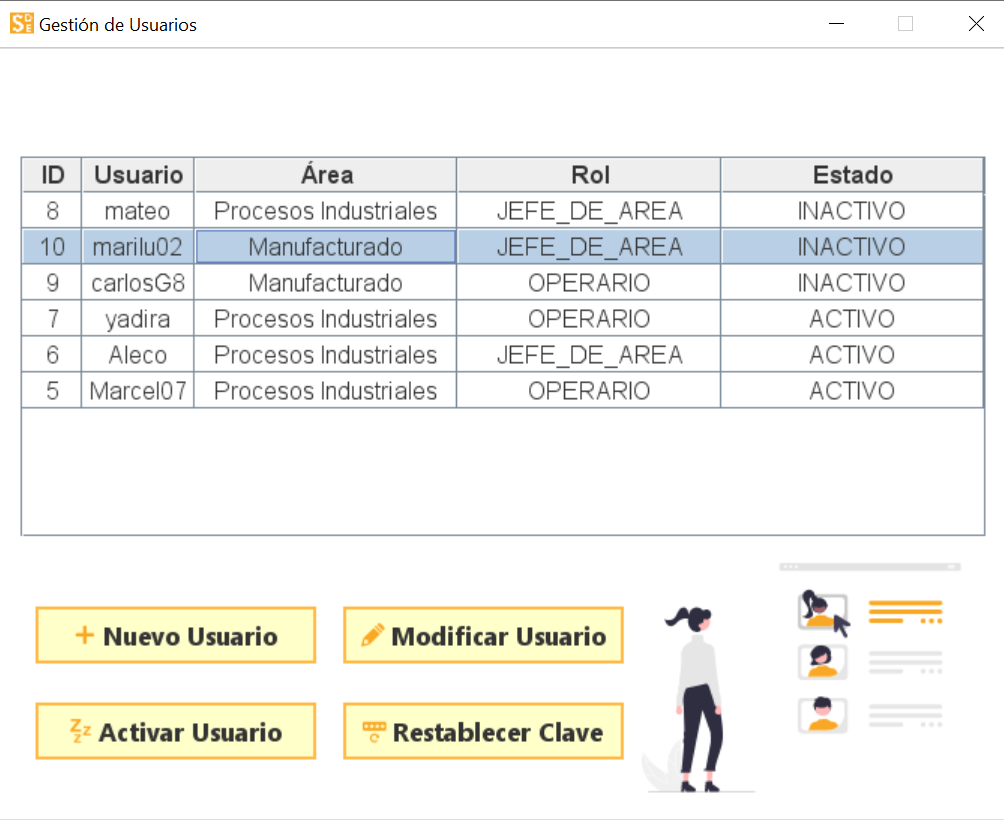 Gestión de Usuarios
ID Usuario Área Rol Estado
8 mateo Procesos Industriales JEFE_DE_AREA INACTIVO
10 marilu02 Manufacturado JEFE_DE_AREA INACTIVO
9 carlosG8 Manufacturado OPERARIO INACTIVO
7 yadira Procesos Industriales OPERARIO ACTIVO
6 Aleco Procesos Industriales JEFE_DE_AREA ACTIVO
5 Marcel07 Procesos Industriales OPERARIO ACTIVO
Nuevo Usuario Modificar Usuario
Activar Usuario Restablecer Clave